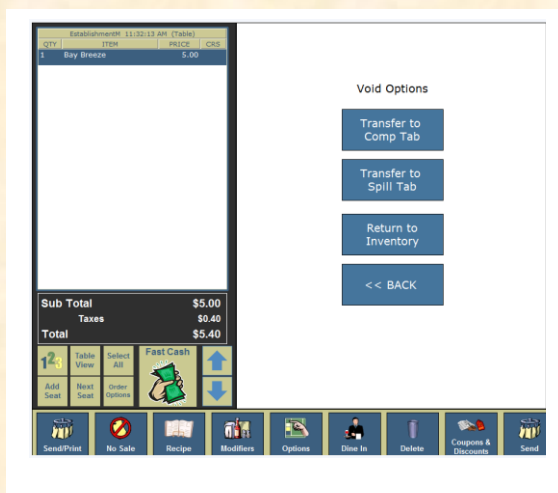 EstablishmentM 11:32:13 AM (Table)
QTY ITEM PRICE CRS
1 Bay Breeze 5.00
Void Options
Transfer to
Comp Tab
Transfer to
Spill Tab
Return to
Inventory
<< BACK
Sub Total $5.00
Taxes $0.40
Total $5.40
123
Table
View
Select
All
Fast Cash
Add
Seat
Next
Seat
Order
Options
Send/Print
No Sale
Recipe
Modifiers
Options
Dine In
Delete
Coupons &
Discounts
Send